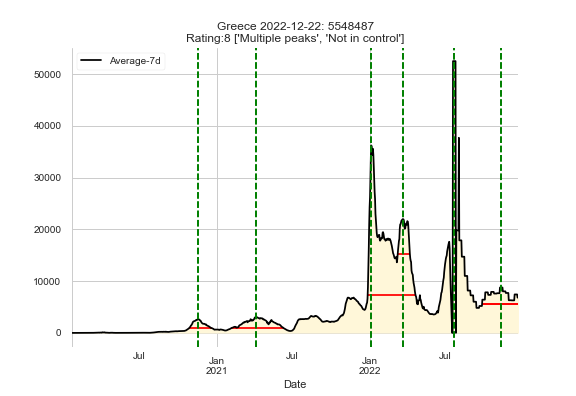 Greece 2022-12-22: 5548487
Rating:8 ['Multiple peaks', 'Not in control']
Average-7d
50000
40000
30000
20000
10000
0
Jul
Jan
2021
Jul
Jan
2022
Jul
Date